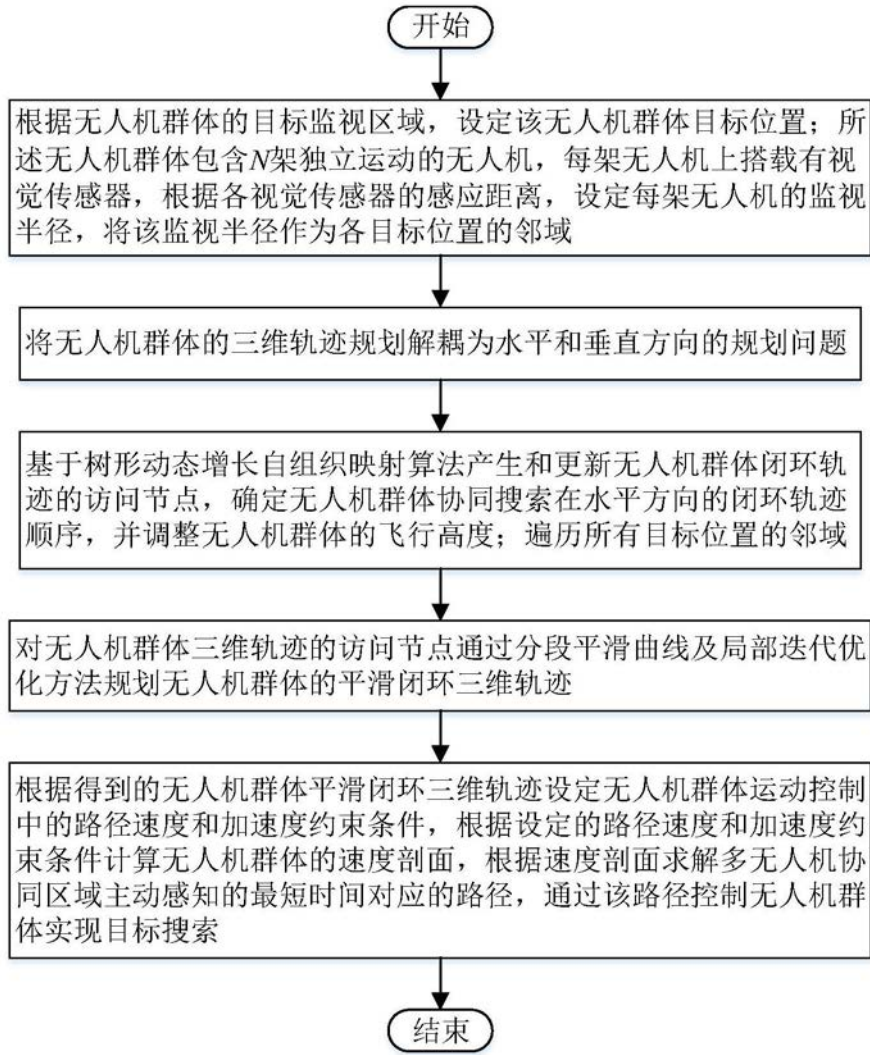 开始
根据无人机群体的目标监视区域，设定该无人机群体目标位置；所
述无人机群体包含N架独立运动的无人机，每架无人机上搭载有视
觉传感器，根据各视觉传感器的感应距离，设定每架无人机的监视
半径，将该监视半径作为各目标位置的邻域
将无人机群体的三维轨迹规划解耦为水平和垂直方向的规划问题
基于树形动态增长自组织映射算法产生和更新无人机群体闭环轨
迹的访问节点，确定无人机群体协同搜索在水平方向的闭环轨迹
顺序，并调整无人机群体的飞行高度；遍历所有目标位置的邻域
对无人机群体三维轨迹的访问节点通过分段平滑曲线及局部迭代优
化方法规划无人机群体的平滑闭环三维轨迹
根据得到的无人机群体平滑闭环三维轨迹设定无人机群体运动控制
中的路径速度和加速度约束条件，根据设定的路径速度和加速度约
束条件计算无人机群体的速度剖面，根据速度剖面求解多无人机协
同区域主动感知的最短时间对应的路径，通过该路径控制无人机群
体实现目标搜索
结束